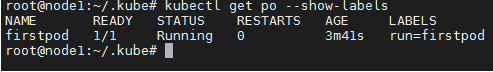 root@node1:~/.kube# kubectl get po --show-labels
NAME READY STATUS RESTARTS AGE LABELS
firstpod 1/1 Running 0 3m41s run=firstpod
root@node1:~/.kube#